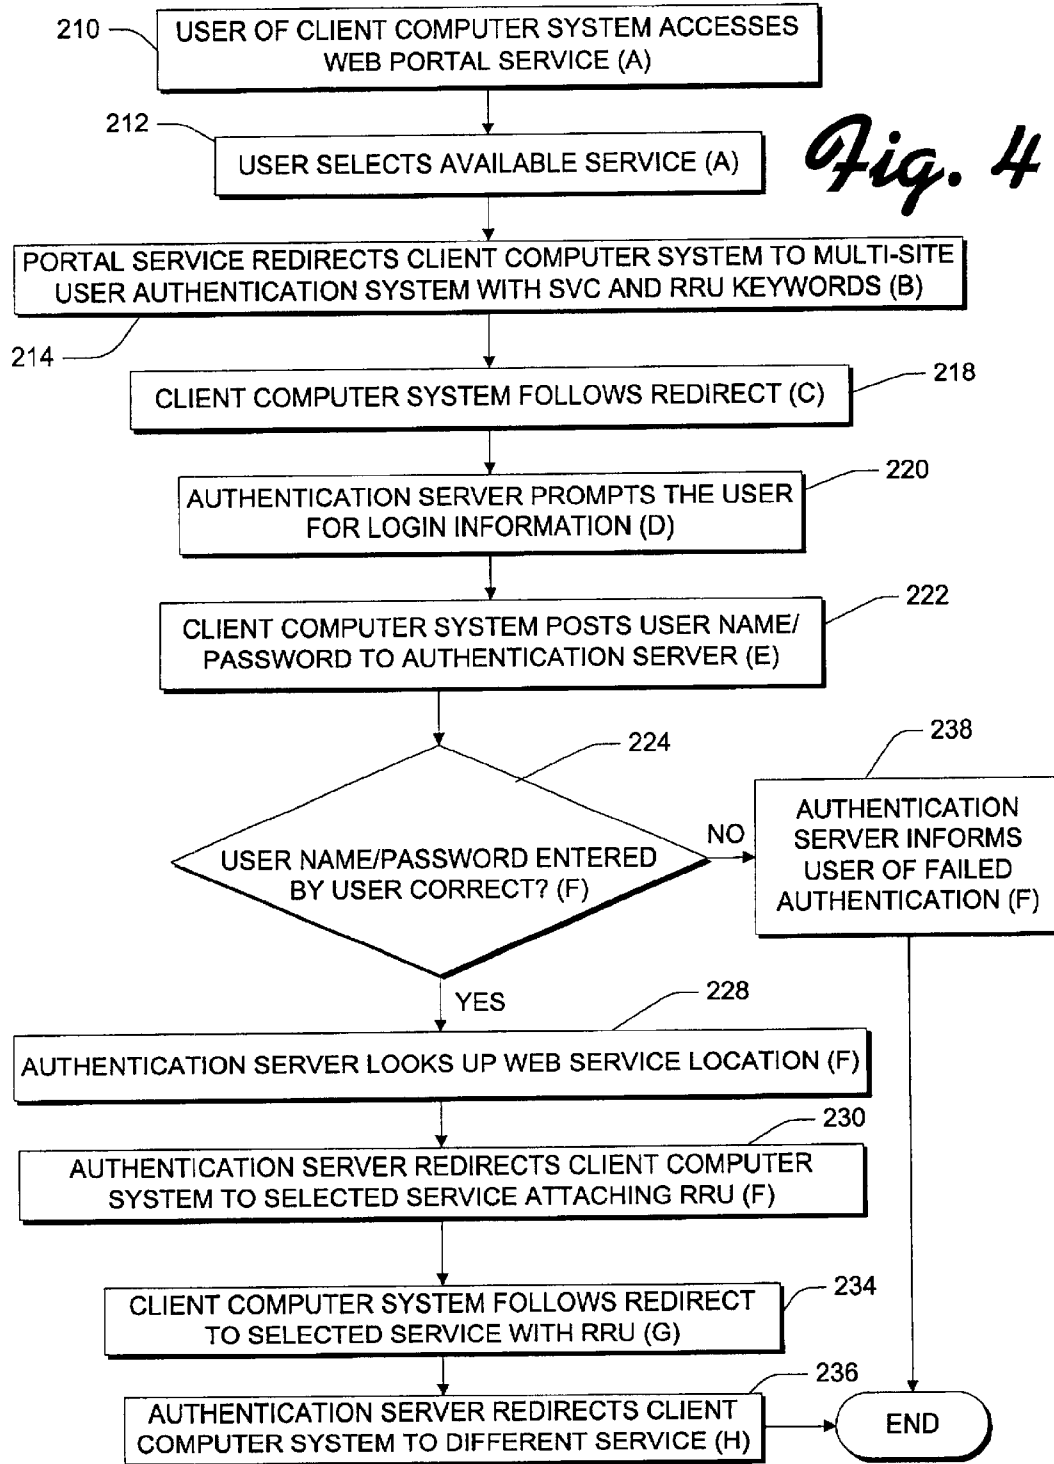 210
USER OF CLIENT COMPUTER SYSTEM ACCESSES
WEB PORTAL SERVICE (A)
212
USER SELECTS AVAILABLE SERVICE (A)
Fig. 4
PORTAL SERVICE REDIRECTS CLIENT COMPUTER SYSTEM TO MULTI-SITE
USER AUTHENTICATION SYSTEM WITH SVC AND RRU KEYWORDS (B)
214
218
CLIENT COMPUTER SYSTEM FOLLOWS REDIRECT (C)
220
AUTHENTICATION SERVER PROMPTS THE USER
FOR LOGIN INFORMATION (D)
222
CLIENT COMPUTER SYSTEM POSTS USER NAME/
PASSWORD TO AUTHENTICATION SERVER (E)
224
USER NAME/PASSWORD ENTERED
BY USER CORRECT? (F)
NO
238
AUTHENTICATION
SERVER INFORMS
USER OF FAILED
AUTHENTICATION (F)
YES
228
AUTHENTICATION SERVER LOOKS UP WEB SERVICE LOCATION (F)
230
AUTHENTICATION SERVER REDIRECTS CLIENT COMPUTER
SYSTEM TO SELECTED SERVICE ATTACHING RRU (F)
234
CLIENT COMPUTER SYSTEM FOLLOWS REDIRECT
TO SELECTED SERVICE WITH RRU (G)
236
AUTHENTICATION SERVER REDIRECTS CLIENT
COMPUTER SYSTEM TO DIFFERENT SERVICE (H)
END